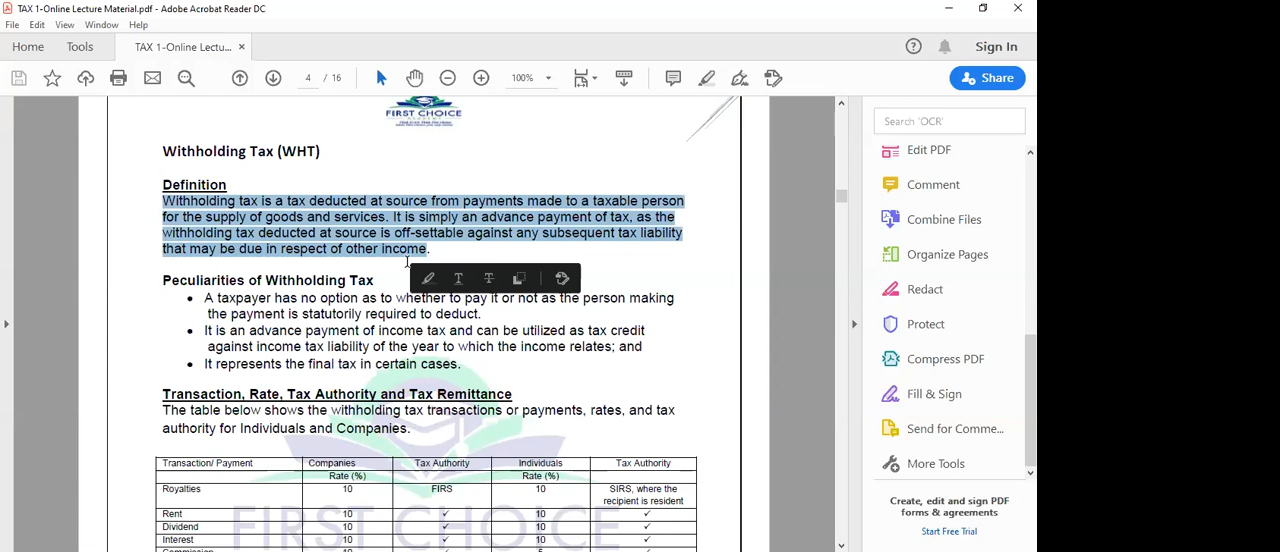 TAX 1-Online Lecture Material.pdf - Adobe Acrobat Reader DC
File Edit View Window Help
Home Tools TAX 1-Online Lectu... × Sign In
4 / 16 100% Share
FIRST CHOICE
Search 'OCR'
Withholding Tax (WHT)
Edit PDF
Definition
Comment
Withholding tax is a tax deducted at source from payments made to a taxable person
for the supply of goods and services. It is simply an advance payment of tax, as the
Combine Files
withholding tax deducted at source is off-settable against any subsequent tax liability
that may be due in respect of other income.
Organize Pages
Peculiarities of Withholding Tax
Redact
A taxpayer has no option as to whether to pay it or not as the person making
the payment is statutorily required to deduct.
Protect
It is an advance payment of income tax and can be utilized as tax credit
against income tax liability of the year to which the income relates; and
Compress PDF
It represents the final tax in certain cases.
Transaction, Rate, Tax Authority and Tax Remittance
Fill & Sign
The table below shows the withholding tax transactions or payments, rates, and tax
authority for Individuals and Companies.
Send for Comme...
Transaction/ Payment Companies Tax Authority Individuals Tax Authority
More Tools
Rate (%) Rate (%)
Royalties 10 FIRS 10 SIRS, where the
recipient is resident
Rent 10 ✓ 10 ✓
Dividend 10 ✓ 10 ✓
Interest 10 ✓ 10 ✓
FIRST CHOICE
Create, edit and sign PDF
forms & agreements
Start Free Trial